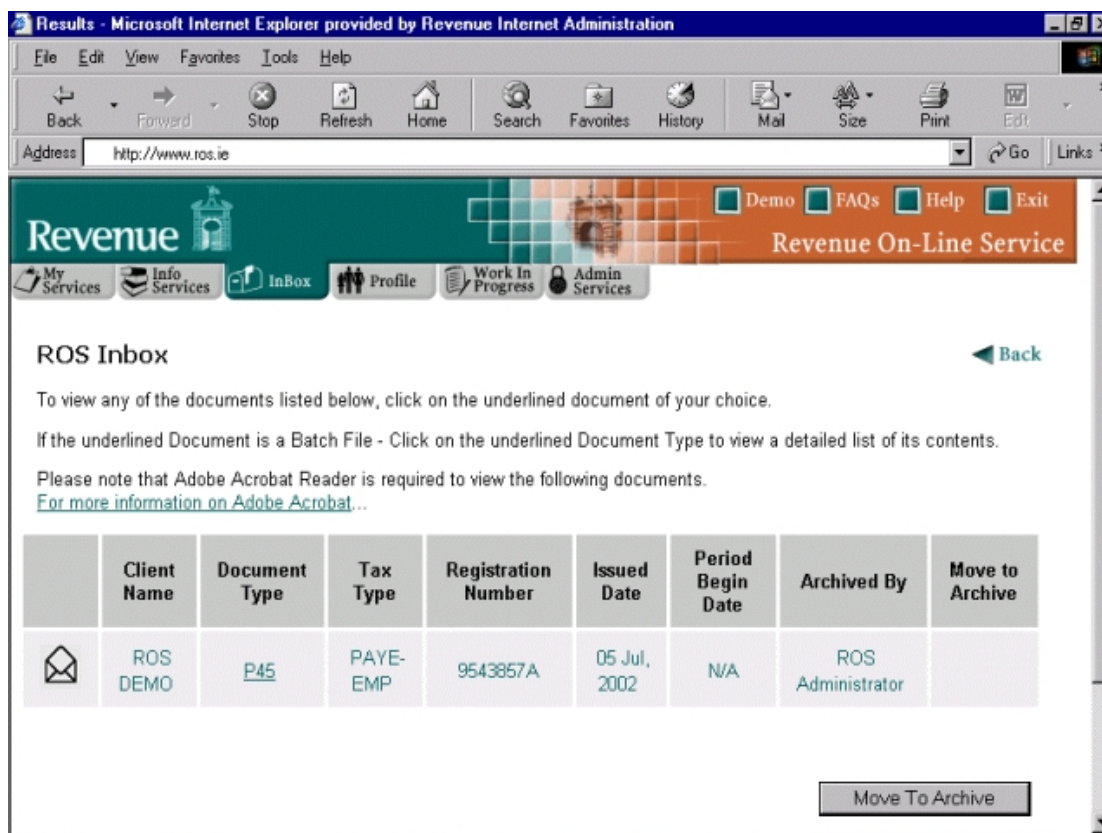 Results - Microsoft Internet Explorer provided by Revenue Internet Administration
File Edit View Favorites Tools Help
Back Forward Stop Refresh Home Search Favorites History Mail Size Print Edit
Address http://www.ros.ie Go Links
Demo FAQs Help Exit
Revenue
Revenue On-Line Service
My Services Info Services InBox Profile Work In Progress Admin Services
ROS Inbox
Back
To view any of the documents listed below, click on the underlined document of your choice.
If the underlined Document is a Batch File - Click on the underlined Document Type to view a detailed list of its contents.
Please note that Adobe Acrobat Reader is required to view the following documents.
For more information on Adobe Acrobat...
Client Name Document Type Tax Type Registration Number Issued Date Period Begin Date Archived By Move to Archive
ROS DEMO P45 PAYE-EMP 9543857A 05 Jul, 2002 N/A ROS Administrator
Move To Archive